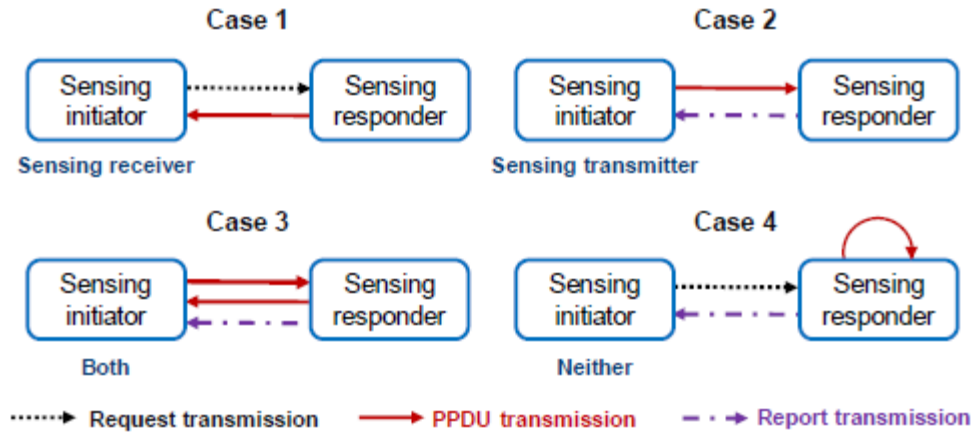 Case 1
Case 2
Sensing initiator
Sensing responder
Sensing initiator
Sensing responder
Sensing receiver
Sensing transmitter
Case 3
Case 4
Sensing initiator
Sensing responder
Sensing initiator
Sensing responder
Both
Neither
Request transmission
PPDU transmission
Report transmission